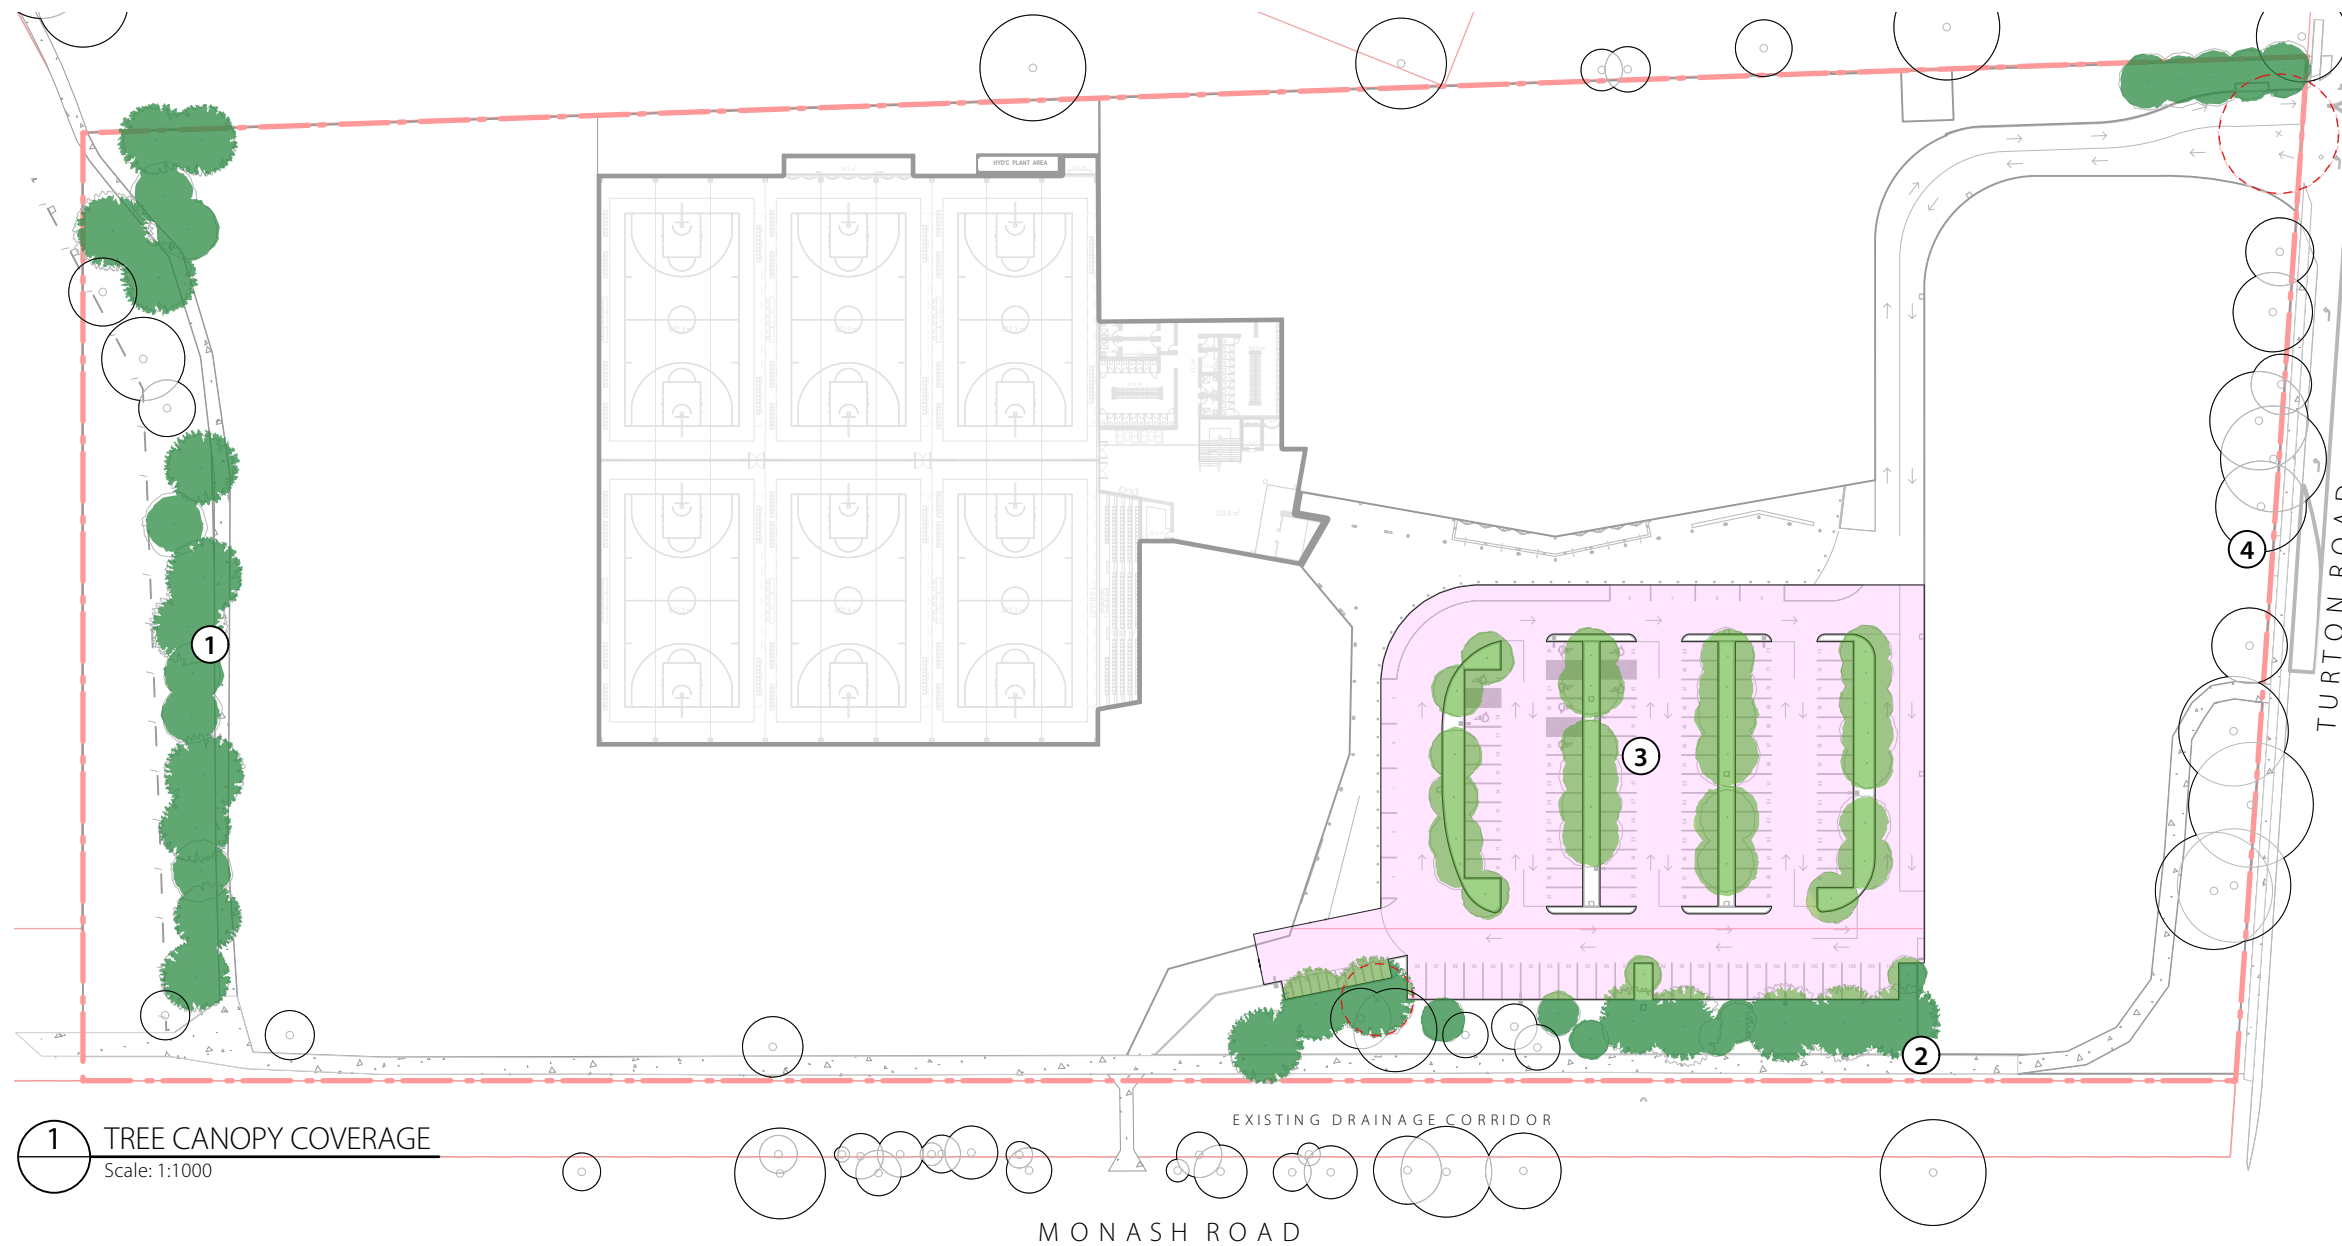 HYD'C PLANT AREA
1
4
TURTON ROAD
3
2
EXISTING DRAINAGE CORRIDOR
1
TREE CANOPY COVERAGE
Scale: 1:1000
MONASH ROAD